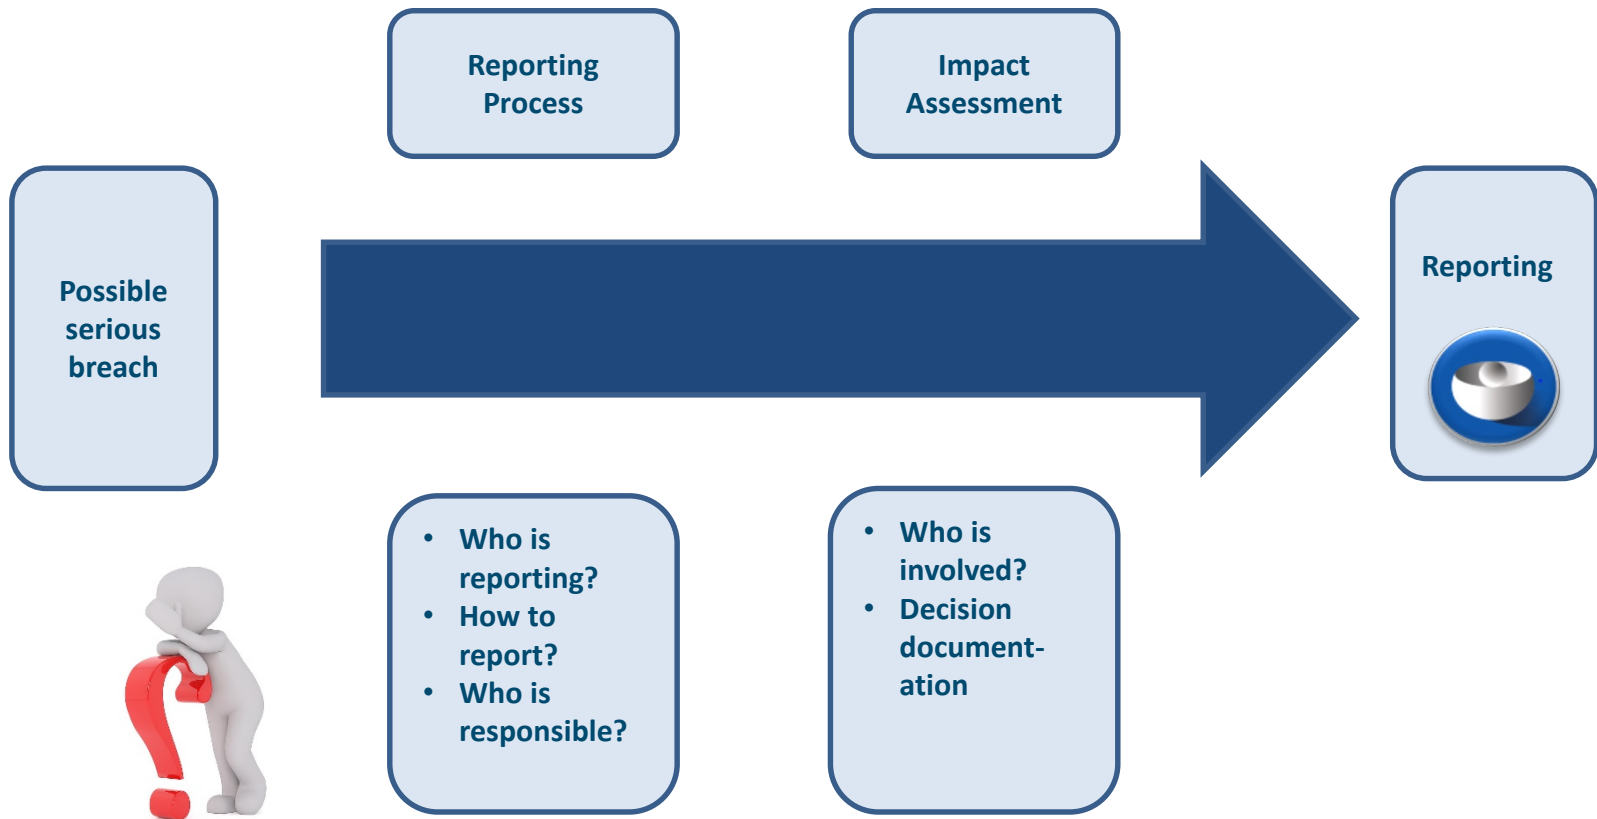 Reporting
Process
Impact
Assessment
Possible
serious
breach
Reporting
• Who is
reporting?
• How to
report?
• Who is
responsible?
• Who is
involved?
• Decision
document-
ation